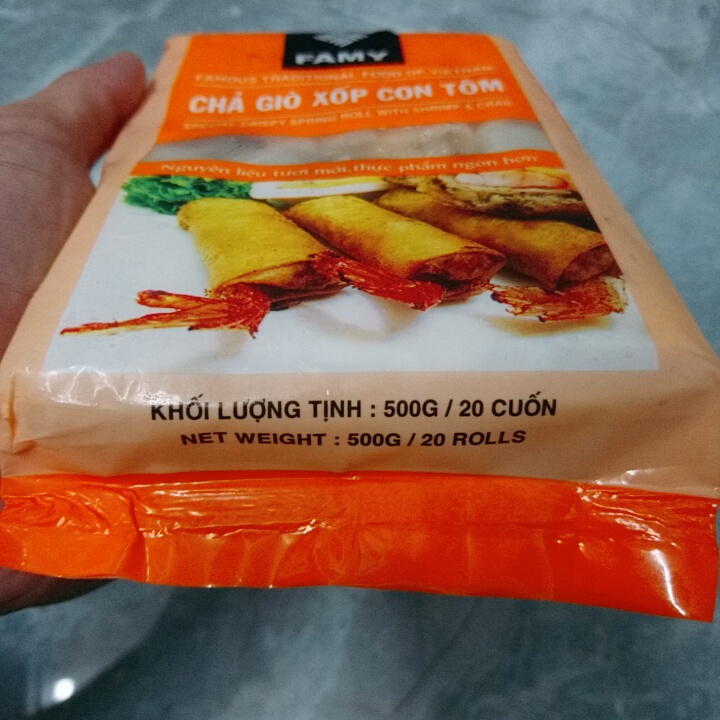 FAMY
FAMOUS TRADITIONAL FOOD OF VIETNAM
CHẢ GIÒ XỐP CON TÔM
CRISPY SPRING ROLL WITH SHRIMP & CRAB
Nguyên liệu tươi mới, thực phẩm ngon hơn
KHỐI LƯỢNG TỊNH : 500G / 20 CUỐN
NET WEIGHT : 500G / 20 ROLLS